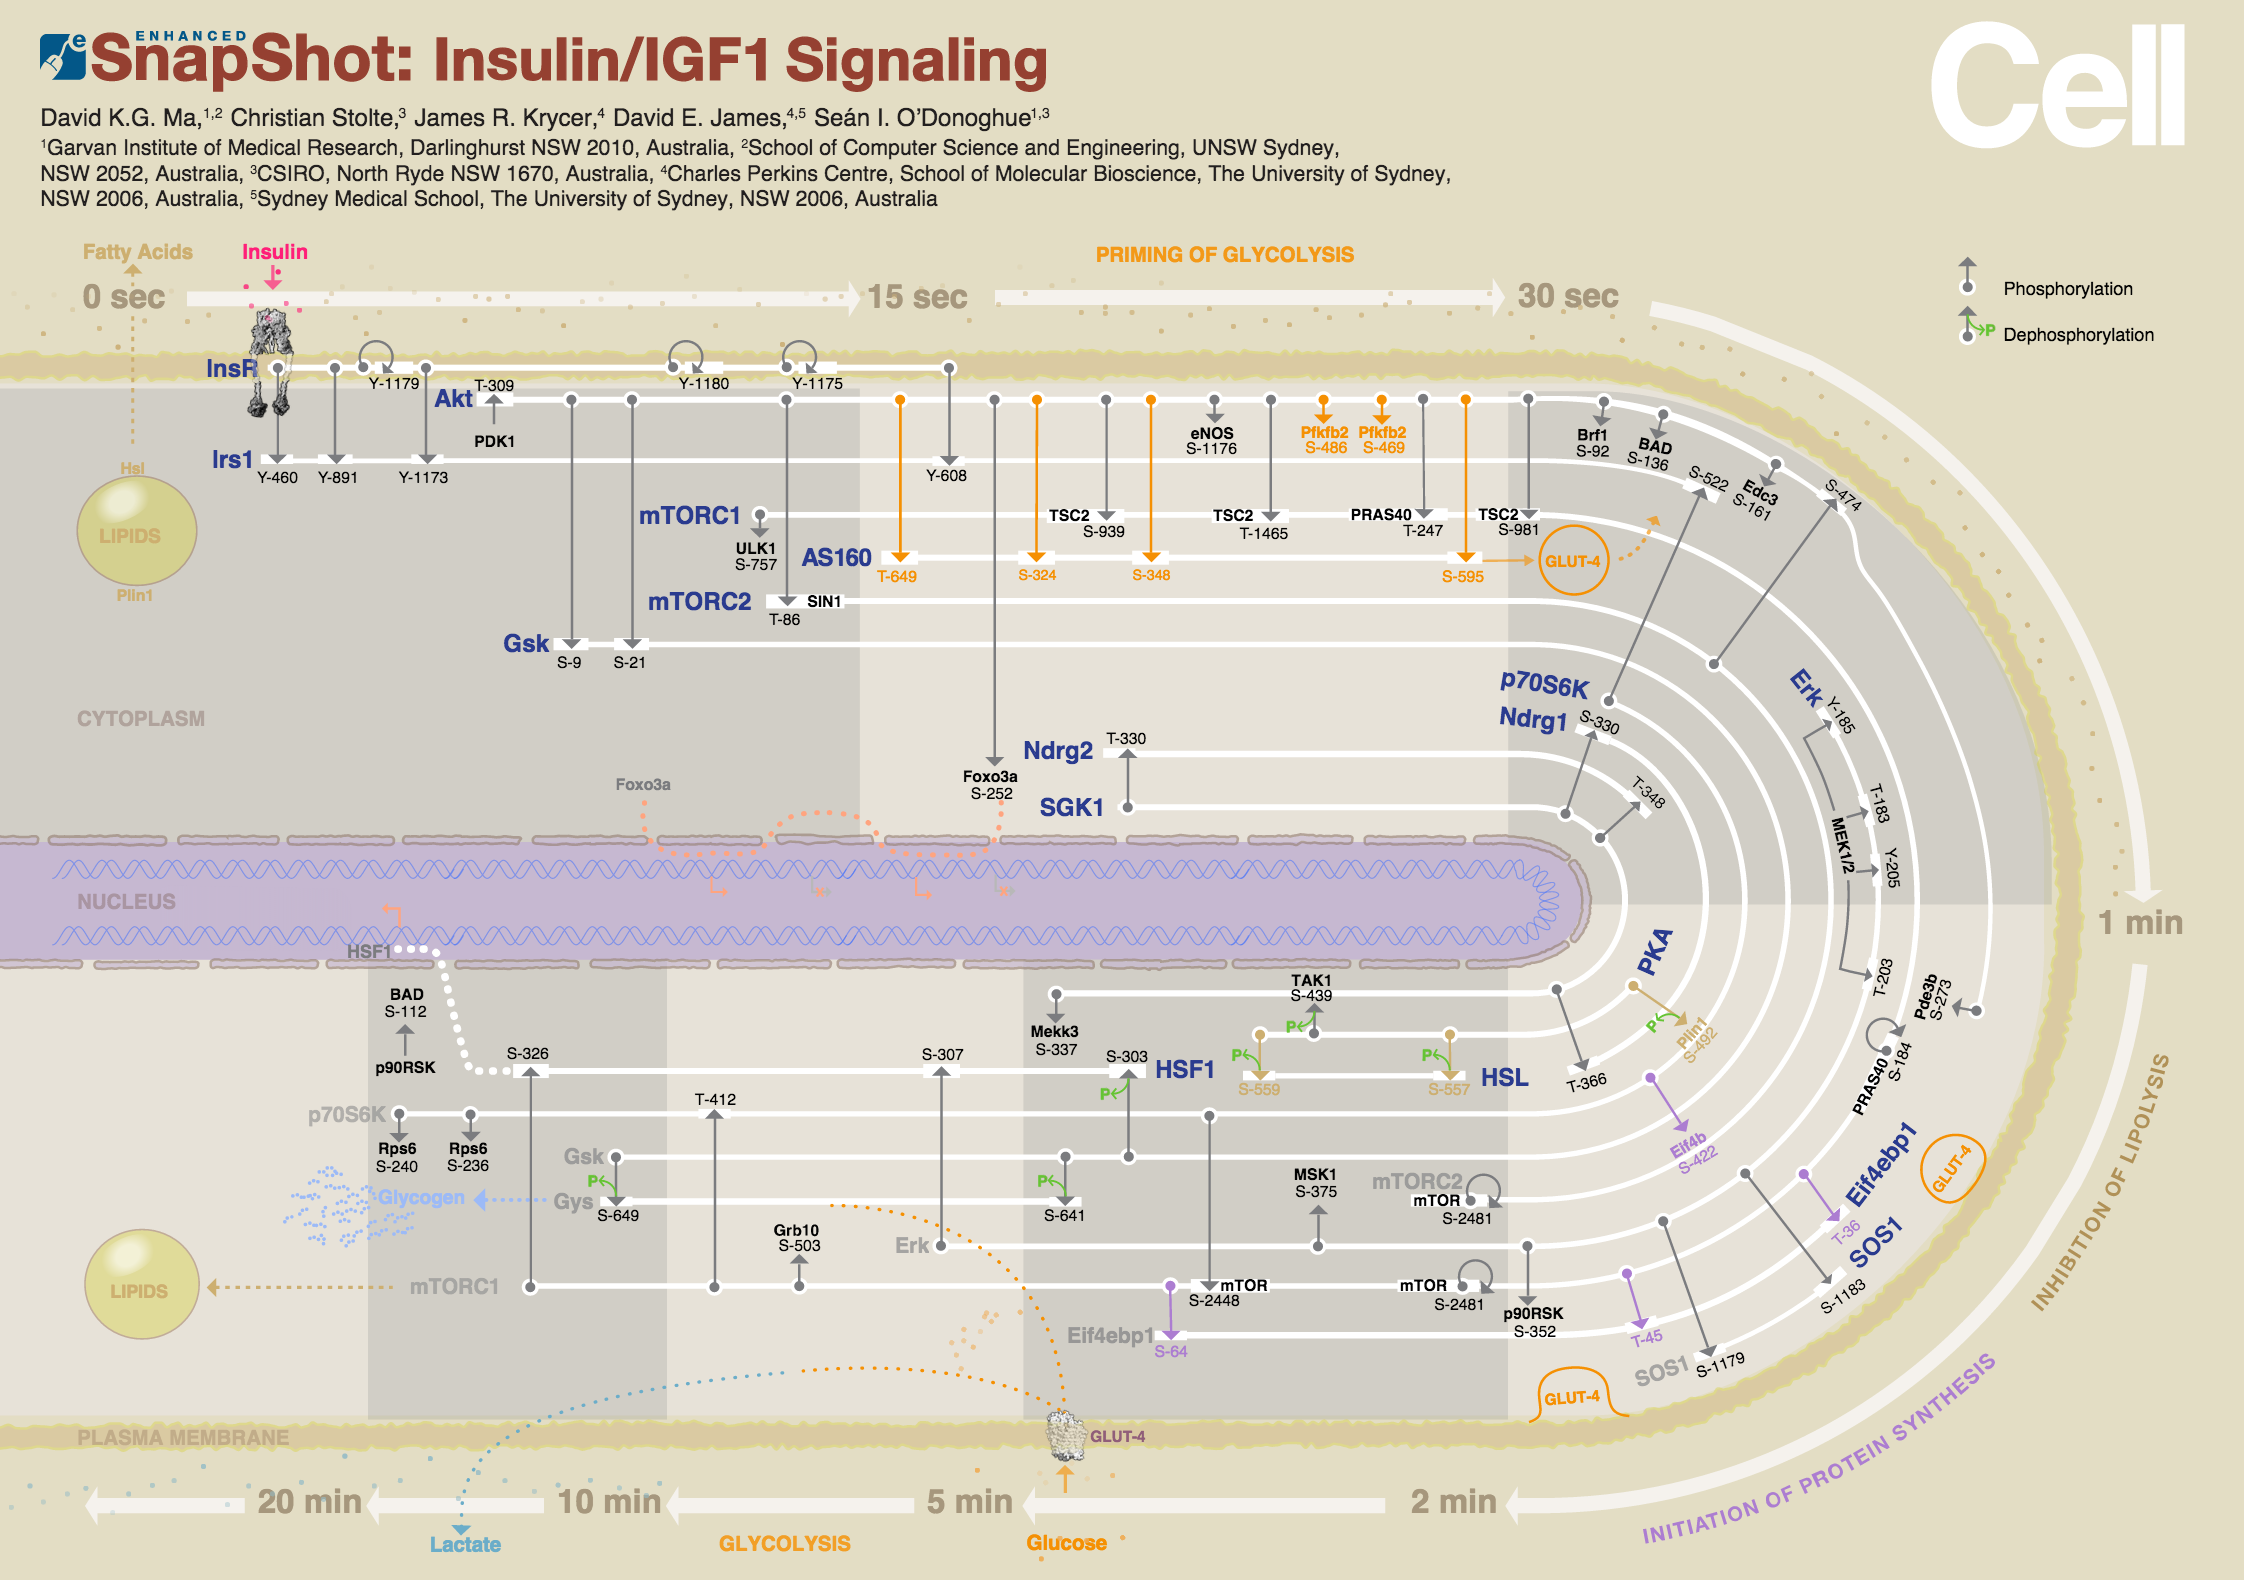 e
ENHANCED
SnapShot: Insulin/IGF1 Signaling
Cell
David K.G. Ma,1,2 Christian Stolte,3 James R. Krycer,4 David E. James,4,5 Seán I. O’Donoghue1,3
1Garvan Institute of Medical Research, Darlinghurst NSW 2010, Australia, 2School of Computer Science and Engineering, UNSW Sydney,
NSW 2052, Australia, 3CSIRO, North Ryde NSW 1670, Australia, 4Charles Perkins Centre, School of Molecular Bioscience, The University of Sydney,
NSW 2006, Australia, 5Sydney Medical School, The University of Sydney, NSW 2006, Australia
Fatty Acids
Insulin
PRIMING OF GLYCOLYSIS
0 sec
15 sec
30 sec
Phosphorylation
P
Dephosphorylation
InsR
Y-1179
Y-1180
Y-1175
Akt
T-309
PDK1
eNOS
S-1176
Pfkfb2
S-486
Pfkfb2
S-469
Brf1
S-92
BAD
S-136
Edc3
S-161
S-522
S-474
Irs1
Y-460
Y-891
Y-1173
Y-608
Hsl
LIPIDS
Plin1
mTORC1
ULK1
S-757
TSC2
S-939
TSC2
T-1465
PRAS40
T-247
TSC2
S-981
AS160
T-649
S-324
S-348
S-595
GLUT-4
mTORC2
SIN1
T-86
Gsk
S-9
S-21
p70S6K
Ndrg1
S-330
Erk
Y-185
T-183
MEK1/2
Y-205
T-203
CYTOPLASM
Ndrg2
T-330
Foxo3a
Foxo3a
S-252
SGK1
T-348
NUCLEUS
1 min
HSF1
PKA
BAD
S-112
p90RSK
TAK1
S-439
P
Mekk3
S-337
Pde3b
S-273
P
Plin1
S-492
S-326
S-307
S-303
HSF1
P
P
S-559
P
S-557
HSL
T-366
PRAS40
S-184
p70S6K
T-412
Rps6
S-240
Rps6
S-236
Eif4b
S-422
Gsk
P
P
MSK1
S-375
mTORC2
mTOR
S-2481
Eif4ebp1
T-36
GLUT-4
Glycogen
Gys
S-649
S-641
Grb10
S-503
Erk
SOS1
S-1183
LIPIDS
mTORC1
mTOR
S-2448
mTOR
S-2481
p90RSK
S-352
Eif4ebp1
S-64
T-45
SOS1
S-1179
GLUT-4
INHIBITION OF LIPOLYSIS
INITIATION OF PROTEIN SYNTHESIS
PLASMA MEMBRANE
GLUT-4
20 min
10 min
5 min
2 min
Lactate
GLYCOLYSIS
Glucose